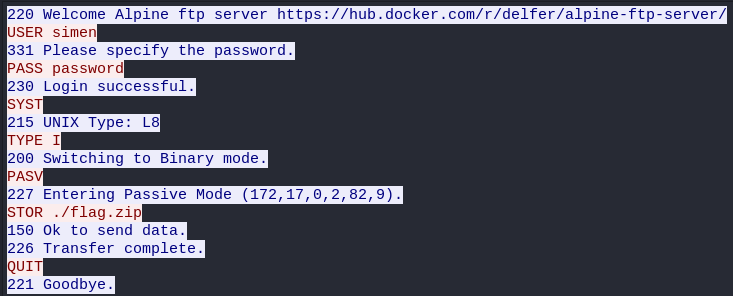 220 Welcome Alpine ftp server https://hub.docker.com/r/delfer/alpine-ftp-server/
USER simen
331 Please specify the password.
PASS password
230 Login successful.
SYST
215 UNIX Type: L8
TYPE I
200 Switching to Binary mode.
PASV
227 Entering Passive Mode (172,17,0,2,82,9).
STOR ./flag.zip
150 Ok to send data.
226 Transfer complete.
QUIT
221 Goodbye.